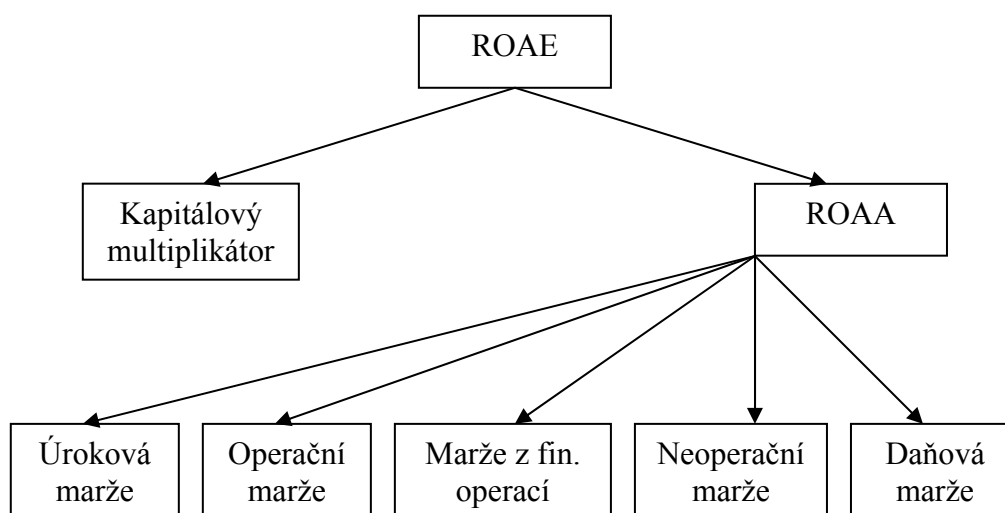 ROAE
Kapitálový
multiplikátor
ROAA
Úroková
marže
Operační
marže
Marže z fin.
operací
Neoperační
marže
Daňová
marže